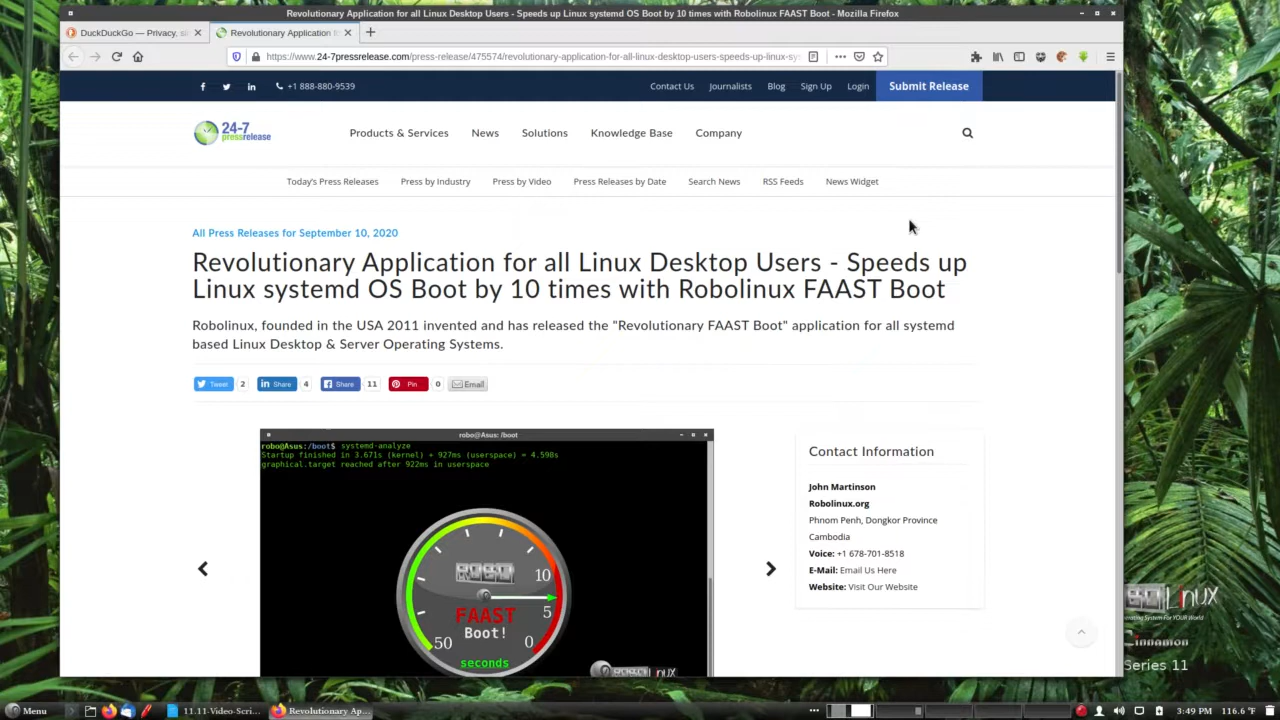 Revolutionary Application for all Linux Desktop Users - Speeds up Linux systemd OS Boot by 10 times with Robolinux FAAST Boot - Mozilla Firefox
DuckDuckGo — Privacy, si
Revolutionary Application f
https://www.24-7pressrelease.com/press-release/475574/revolutionary-application-for-all-linux-desktop-users-speeds-up-linux-sy
+1 888-880-9539
Contact Us
Journalists
Blog
Sign Up
Login
Submit Release
24-7
pressrelease
Products & Services
News
Solutions
Knowledge Base
Company
Today's Press Releases
Press by Industry
Press by Video
Press Releases by Date
Search News
RSS Feeds
News Widget
All Press Releases for September 10, 2020
Revolutionary Application for all Linux Desktop Users - Speeds up
Linux systemd OS Boot by 10 times with Robolinux FAAST Boot
Robolinux, founded in the USA 2011 invented and has released the "Revolutionary FAAST Boot" application for all systemd
based Linux Desktop & Server Operating Systems.
Tweet 2
Share 4
Share 11
Pin 0
Email
robo@Asus: /boot
robo@Asus:/boot$ systemd-analyze
Startup finished in 3.671s (kernel) + 927ms (userspace) = 4.598s
graphical.target reached after 922ms in userspace
ROBO
10
FAAST
5
Boot!
50
0
seconds
Contact Information
John Martinson
Robolinux.org
Phnom Penh, Dongkor Province
Cambodia
Voice: +1 678-701-8518
E-Mail: Email Us Here
Website: Visit Our Website
Cinnamon
Series 11
Menu
11.11-Video-Scri...
Revolutionary Ap...
3:49 PM
116.6 °F